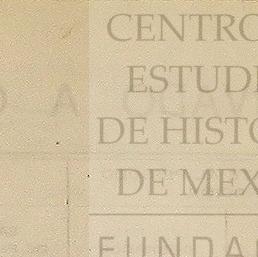 CENTRO
ESTUDI
DE HISTO
DE MEX
FUNDA